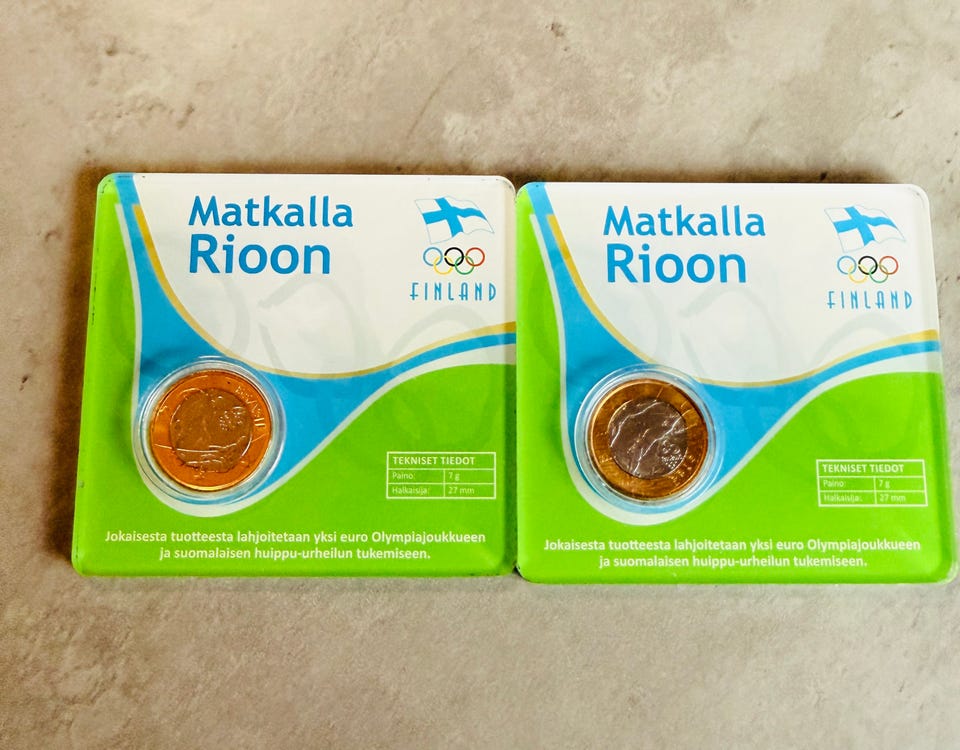 Matkalla
Rioon
FINLAND
TEKNISET TIEDOT
Paino: 7 g
Halkaisija: 27 mm
Jokaisesta tuotteesta lahjoitetaan yksi euro Olympiajoukkueen
ja suomalaisen huippu-urheilun tukemiseen.
Matkalla
Rioon
FINLAND
TEKNISET TIEDOT
Paino: 7 g
Halkaisija: 27 mm
Jokaisesta tuotteesta lahjoitetaan yksi euro Olympiajoukkueen
ja suomalaisen huippu-urheilun tukemiseen.